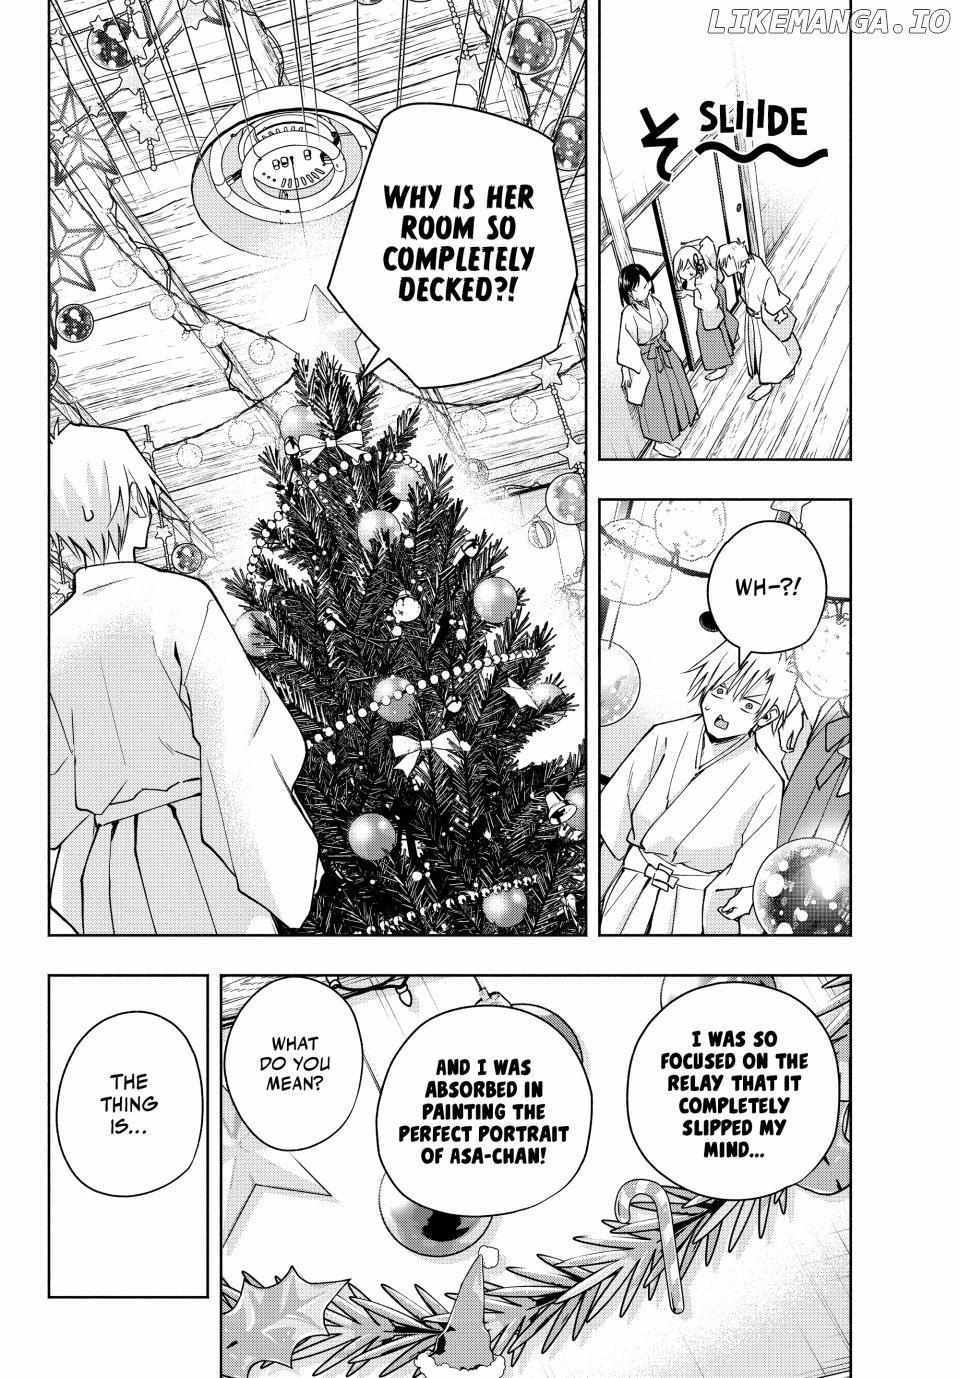 LIKEMANGA.IO
そ
SLIIIDE
WH-?!
WHY IS HER
ROOM SO
COMPLETELY
DECKED?!
I WAS SO
FOCUSED ON THE
RELAY THAT IT
COMPLETELY
SLIPPED MY
MIND...
AND I WAS
ABSORBED IN
PAINTING THE
PERFECT PORTRAIT
OF ASA-CHAN!
WHAT
DO YOU
MEAN?
THE
THING
IS...